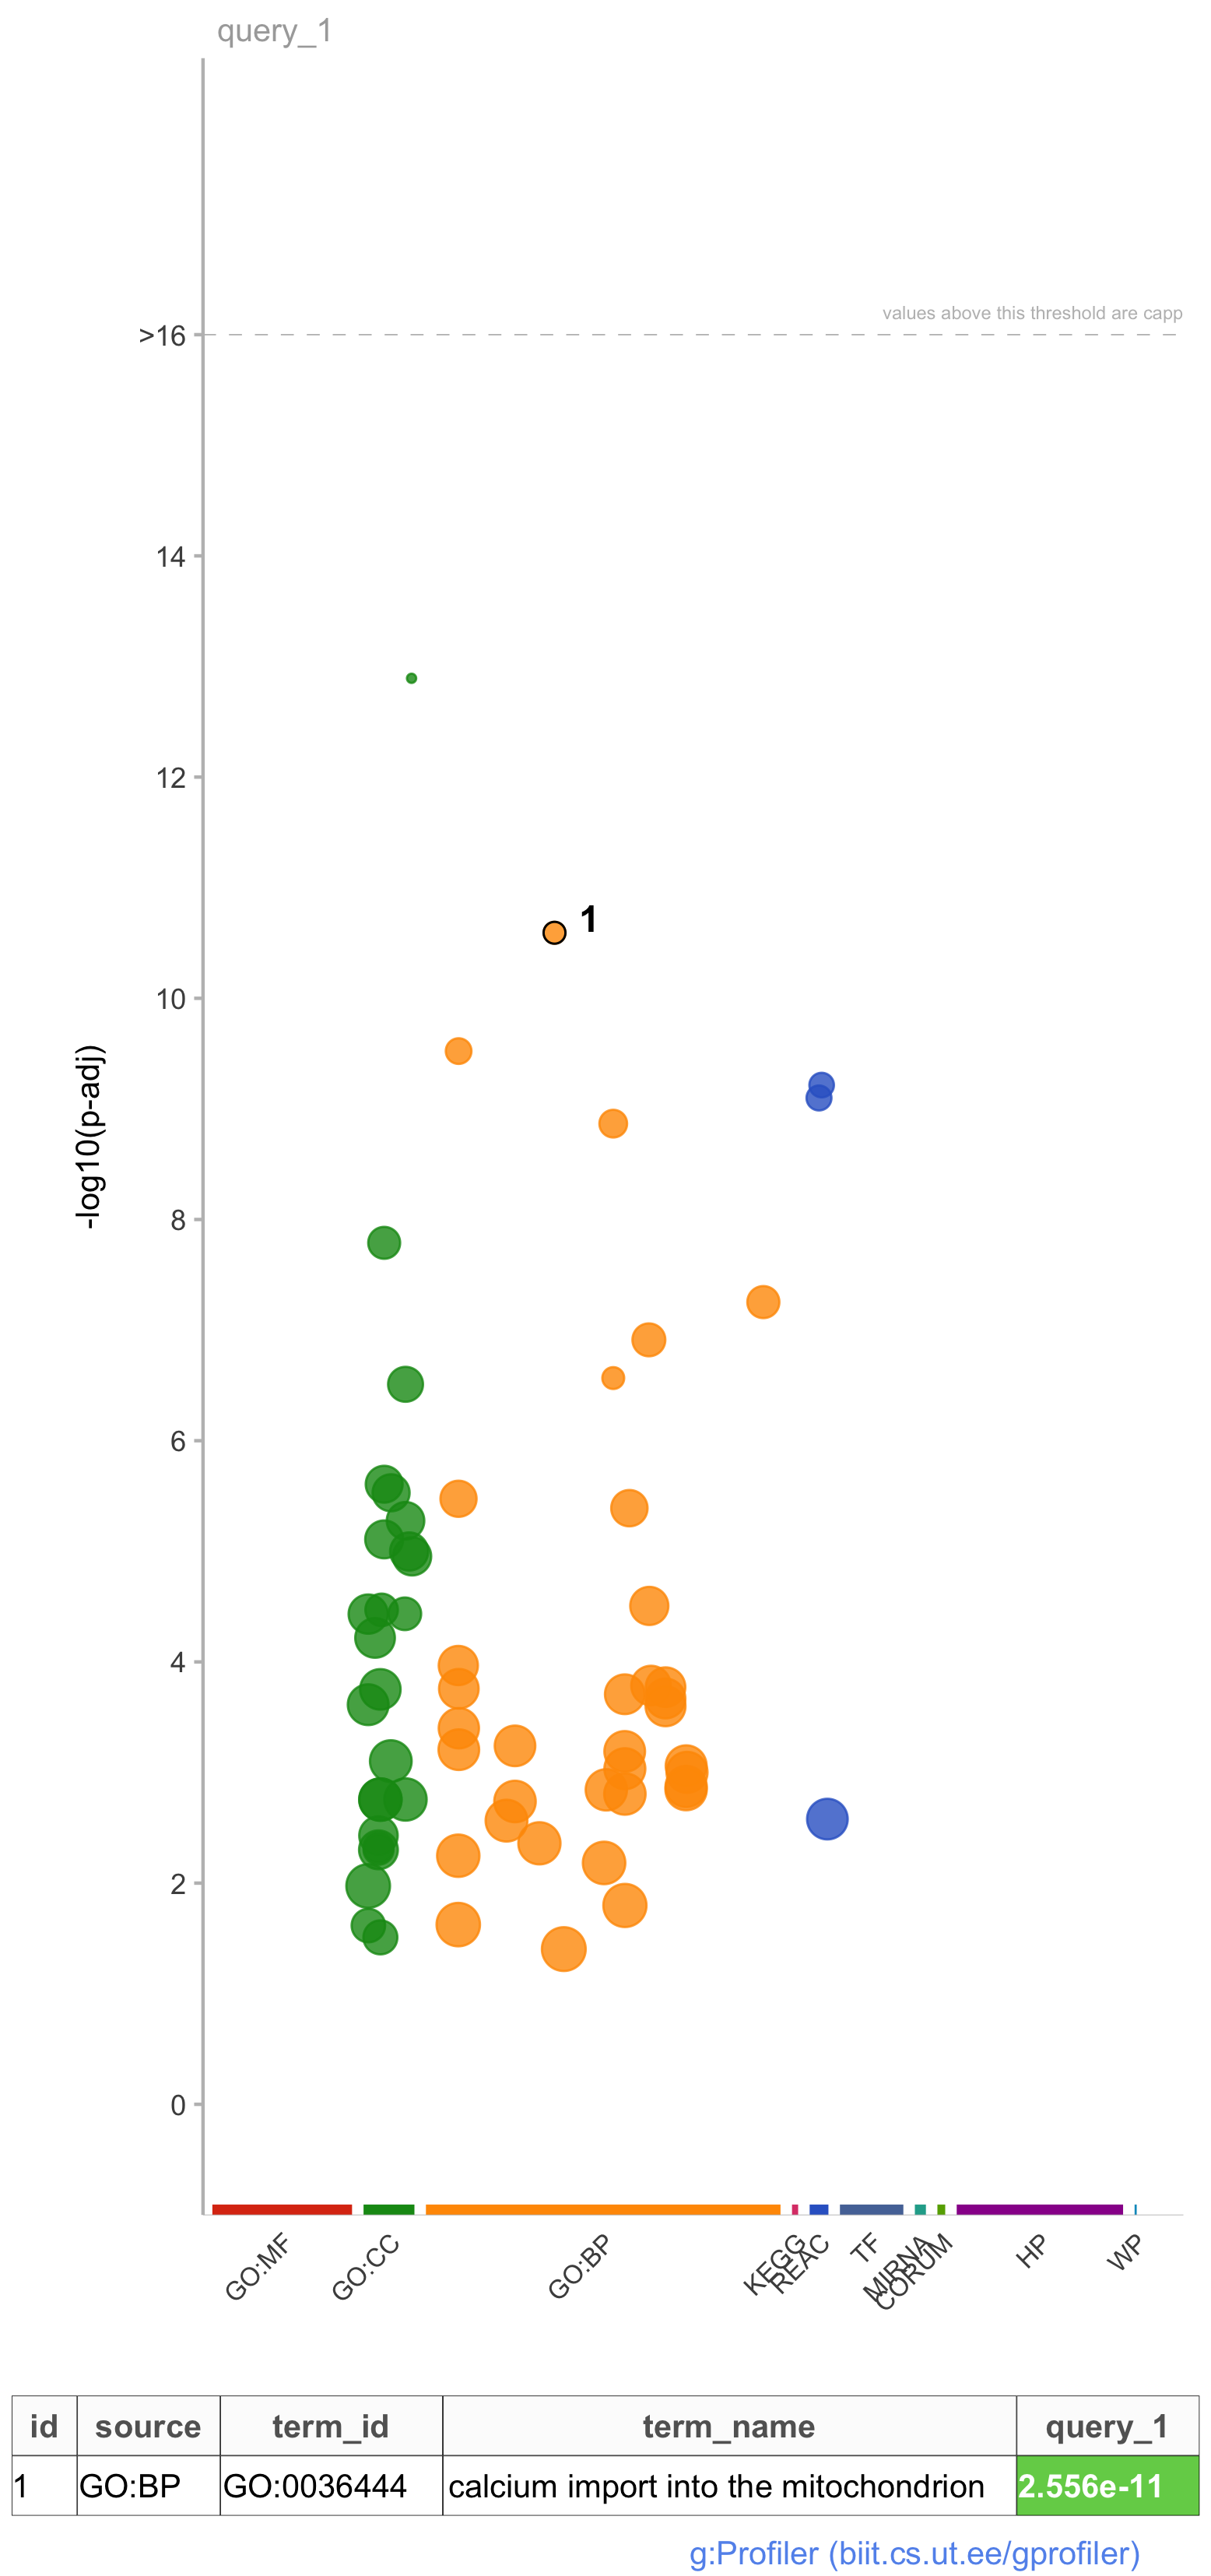 query_1
values above this threshold are capp
>16
14
12
1
10
-log10(p-adj)
8
6
4
2
0
GO:MF
GO:CC
GO:BP
KEGG
REAC
TF
MIRNA
CORUM
HP
WP
id source term_id term_name query_1
1 GO:BP GO:0036444 calcium import into the mitochondrion 2.556e-11
g:Profiler (biit.cs.ut.ee/gprofiler)